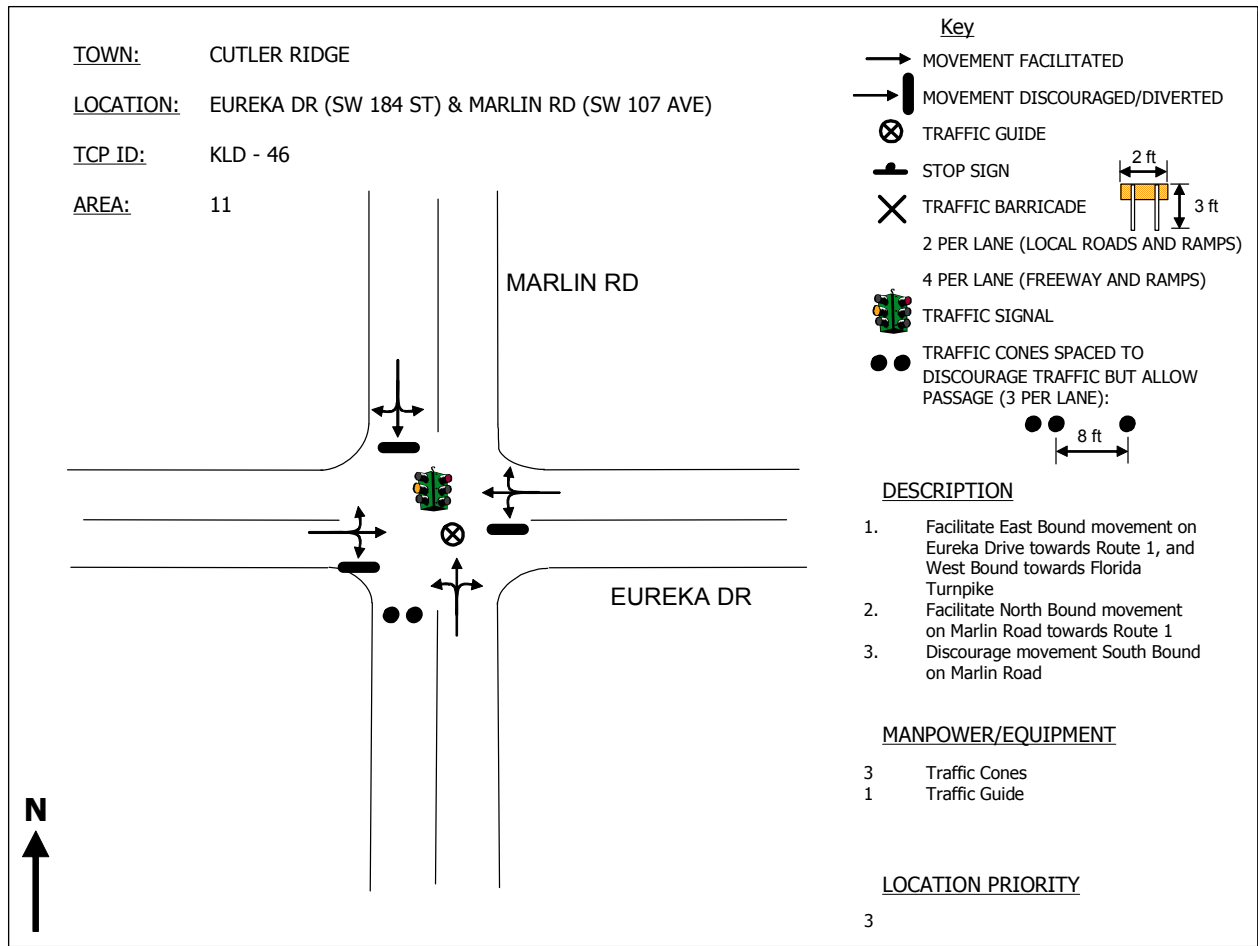 TOWN: CUTLER RIDGE
LOCATION: EUREKA DR (SW 184 ST) & MARLIN RD (SW 107 AVE)
TCP ID: KLD - 46
AREA: 11
MARLIN RD
EUREKA DR
N
Key
MOVEMENT FACILITATED
MOVEMENT DISCOURAGED/DIVERTED
TRAFFIC GUIDE
STOP SIGN
2 ft
3 ft
TRAFFIC BARRICADE
2 PER LANE (LOCAL ROADS AND RAMPS)
4 PER LANE (FREEWAY AND RAMPS)
TRAFFIC SIGNAL
TRAFFIC CONES SPACED TO
DISCOURAGE TRAFFIC BUT ALLOW
PASSAGE (3 PER LANE):
8 ft
DESCRIPTION
1. Facilitate East Bound movement on
Eureka Drive towards Route 1, and
West Bound towards Florida
Turnpike
2. Facilitate North Bound movement
on Marlin Road towards Route 1
3. Discourage movement South Bound
on Marlin Road
MANPOWER/EQUIPMENT
3 Traffic Cones
1 Traffic Guide
LOCATION PRIORITY
3